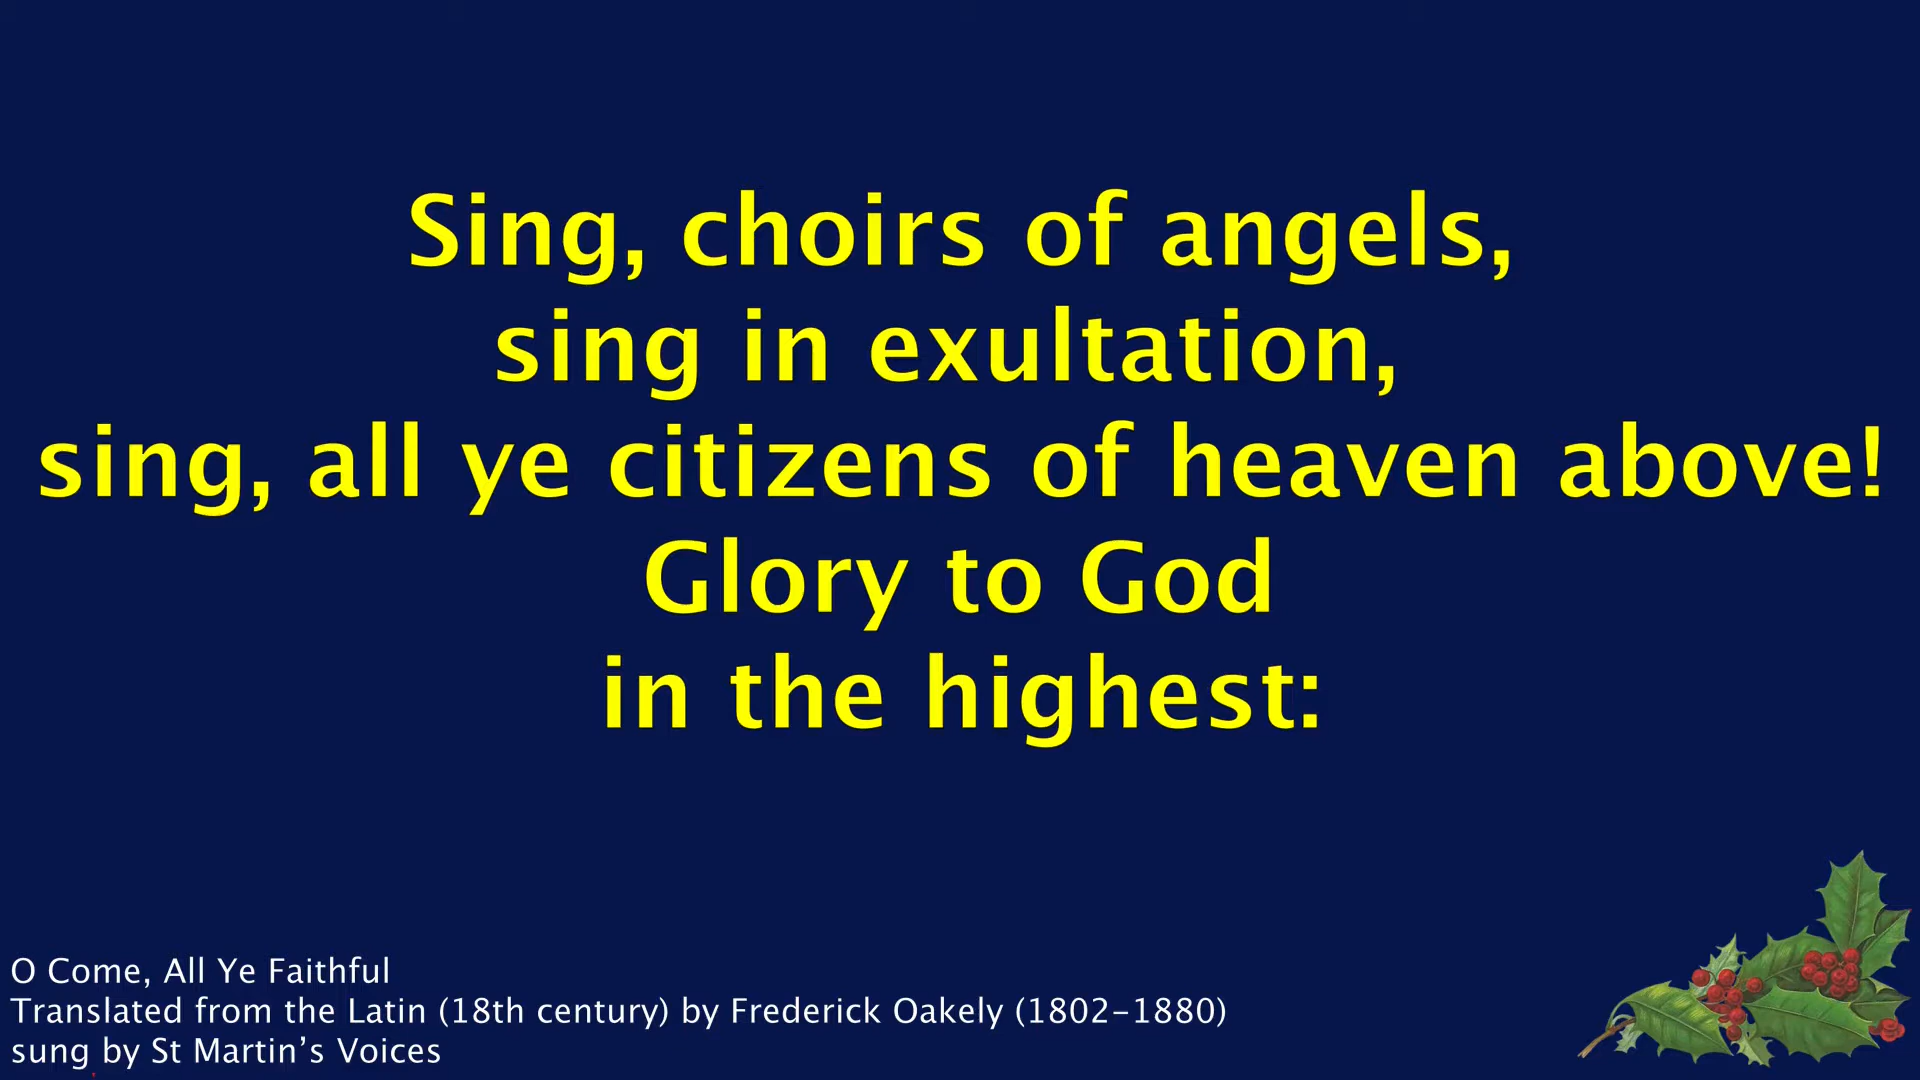 Sing, choirs of angels,
sing in exultation,
sing, all ye citizens of heaven above!
Glory to God
in the highest:
O Come, All Ye Faithful
Translated from the Latin (18th century) by Frederick Oakely (1802-1880)
sung by St Martin’s Voices